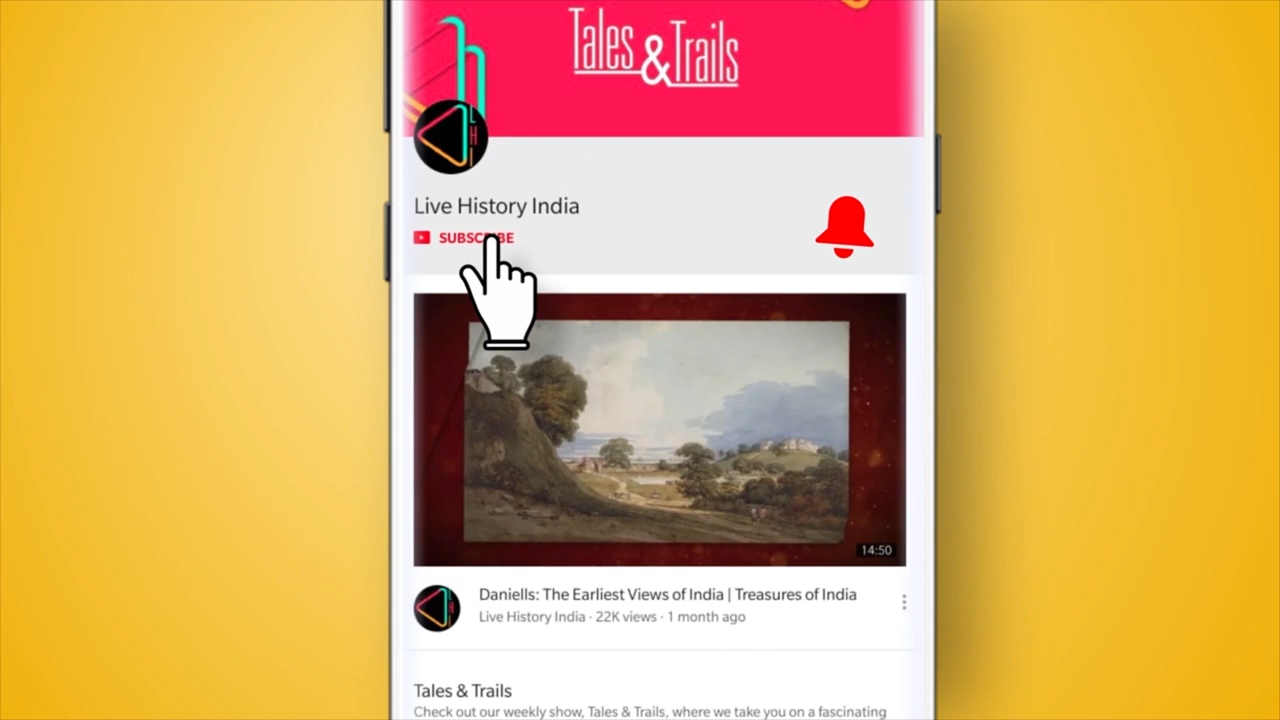 Tales & Trails
Live History India
SUBSCRIBE
14:50
Daniells: The Earliest Views of India | Treasures of India
Live History India · 22K views · 1 month ago
Tales & Trails
Check out our weekly show, Tales & Trails, where we take you on a fascinating